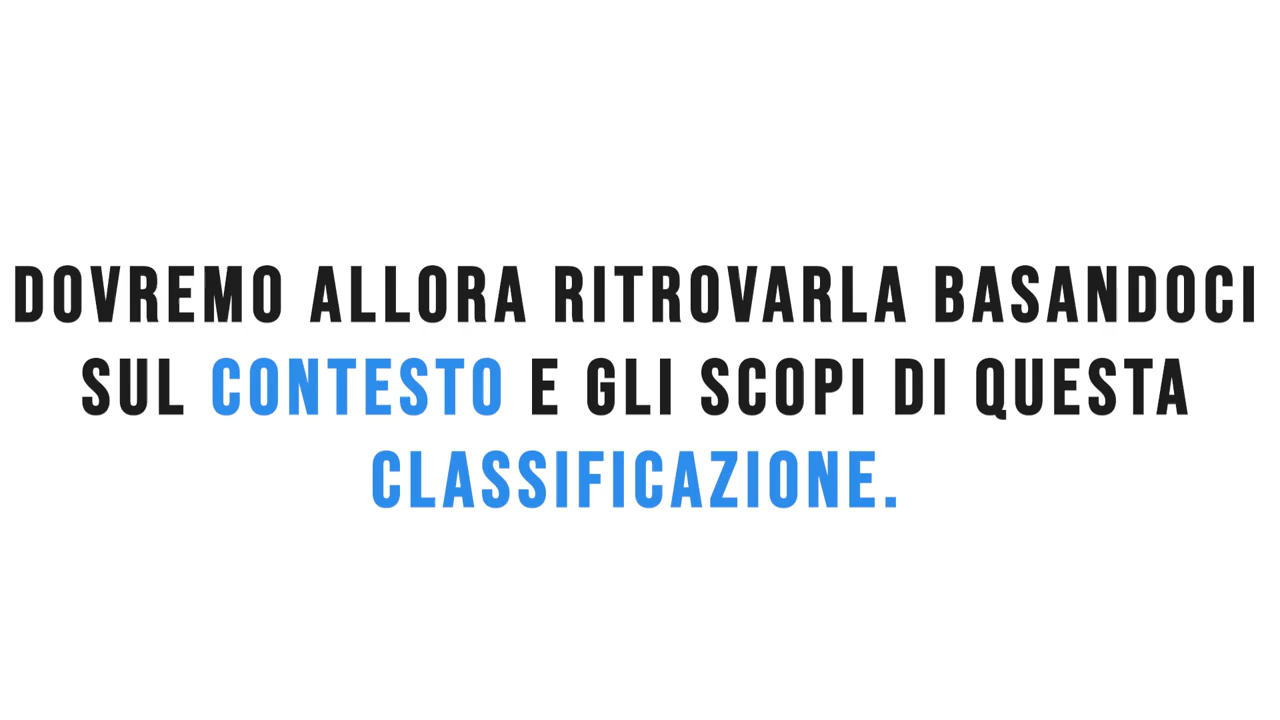 DOVREMO ALLORA RITROVARLA BASANDOCI
SUL CONTESTO E GLI SCOPI DI QUESTA
CLASSIFICAZIONE.